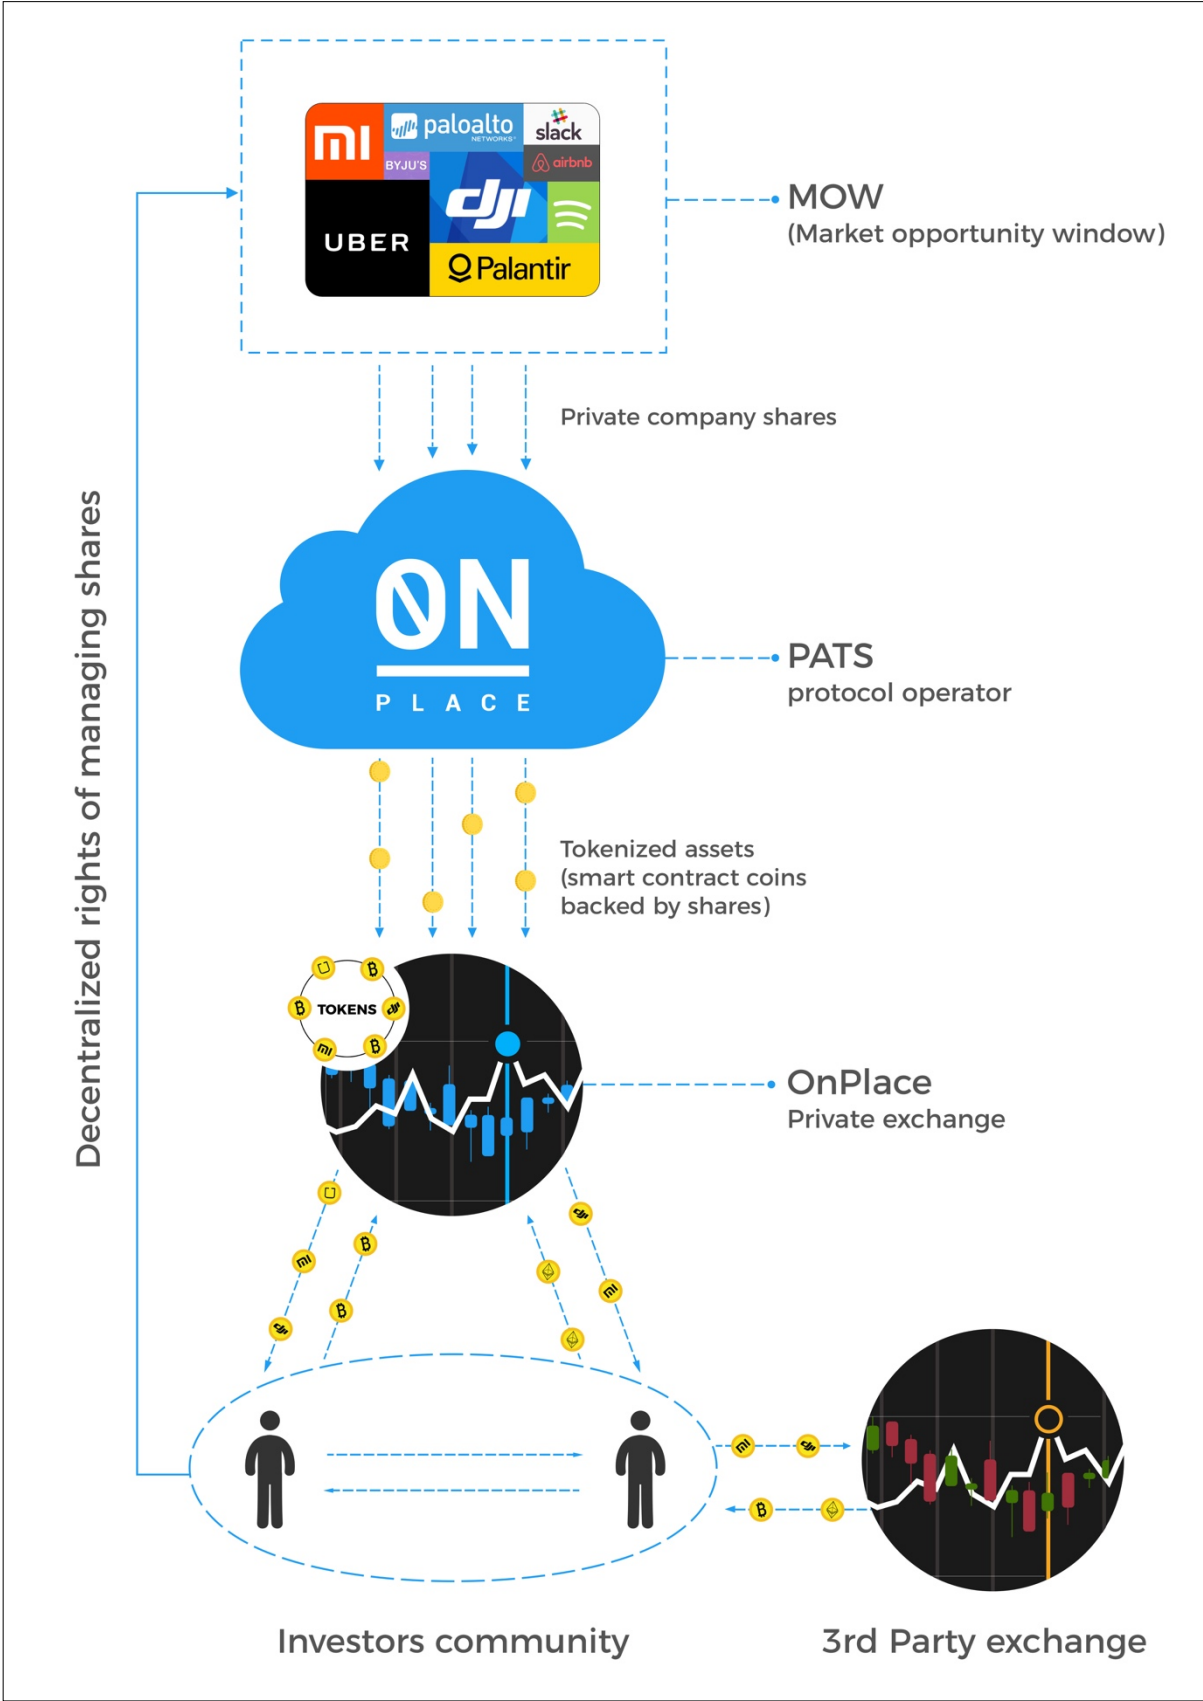 mi
paloalto
NETWORKS
slack
BYJU'S
airbnb
dji
UBER
Palantir
MOW
(Market opportunity window)
Private company shares
Decentralized rights of managing shares
0N
PLACE
PATS
protocol operator
Tokenized assets
(smart contract coins
backed by shares)
TOKENS
OnPlace
Private exchange
Investors community
3rd Party exchange